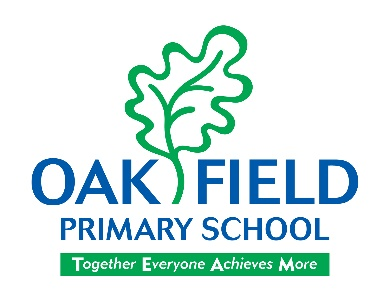 OAK FIELD
PRIMARY SCHOOL
Together Everyone Achieves More